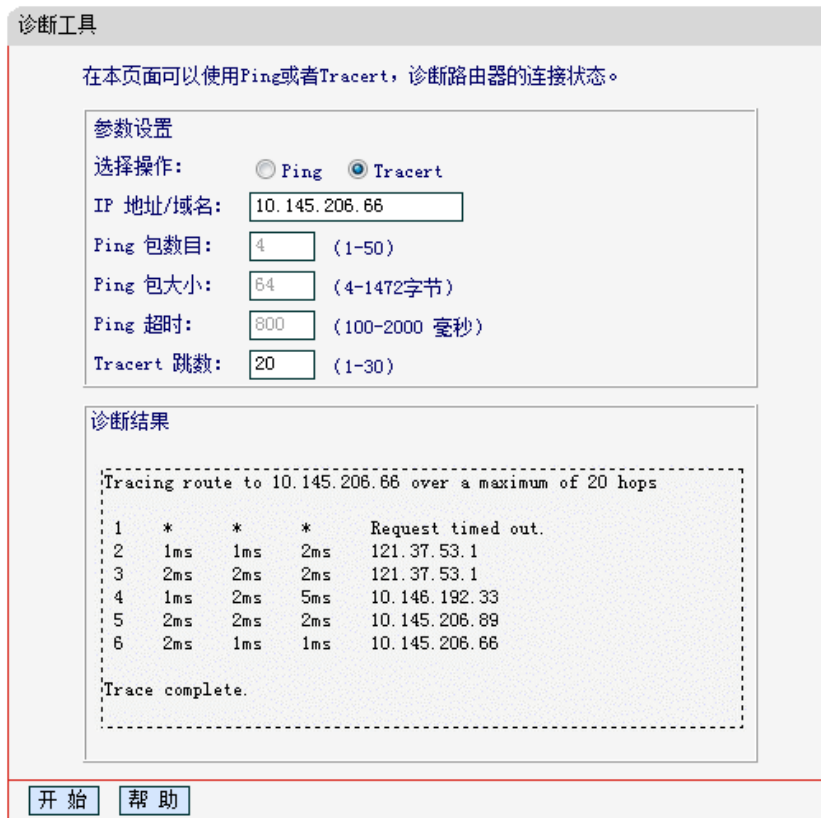 诊断工具
在本页面可以使用Ping或者Tracert，诊断路由器的连接状态。
参数设置
选择操作： Ping Tracert
IP 地址/域名： 10.145.206.66
Ping 包数目： 4 (1-50)
Ping 包大小： 64 (4-1472字节)
Ping 超时： 800 (100-2000 毫秒)
Tracert 跳数： 20 (1-30)
诊断结果
Tracing route to 10.145.206.66 over a maximum of 20 hops
1 * * * Request timed out.
2 1ms 1ms 2ms 121.37.53.1
3 2ms 2ms 2ms 121.37.53.1
4 1ms 2ms 5ms 10.146.192.33
5 2ms 2ms 2ms 10.145.206.89
6 2ms 1ms 1ms 10.145.206.66
Trace complete.
开 始 帮 助